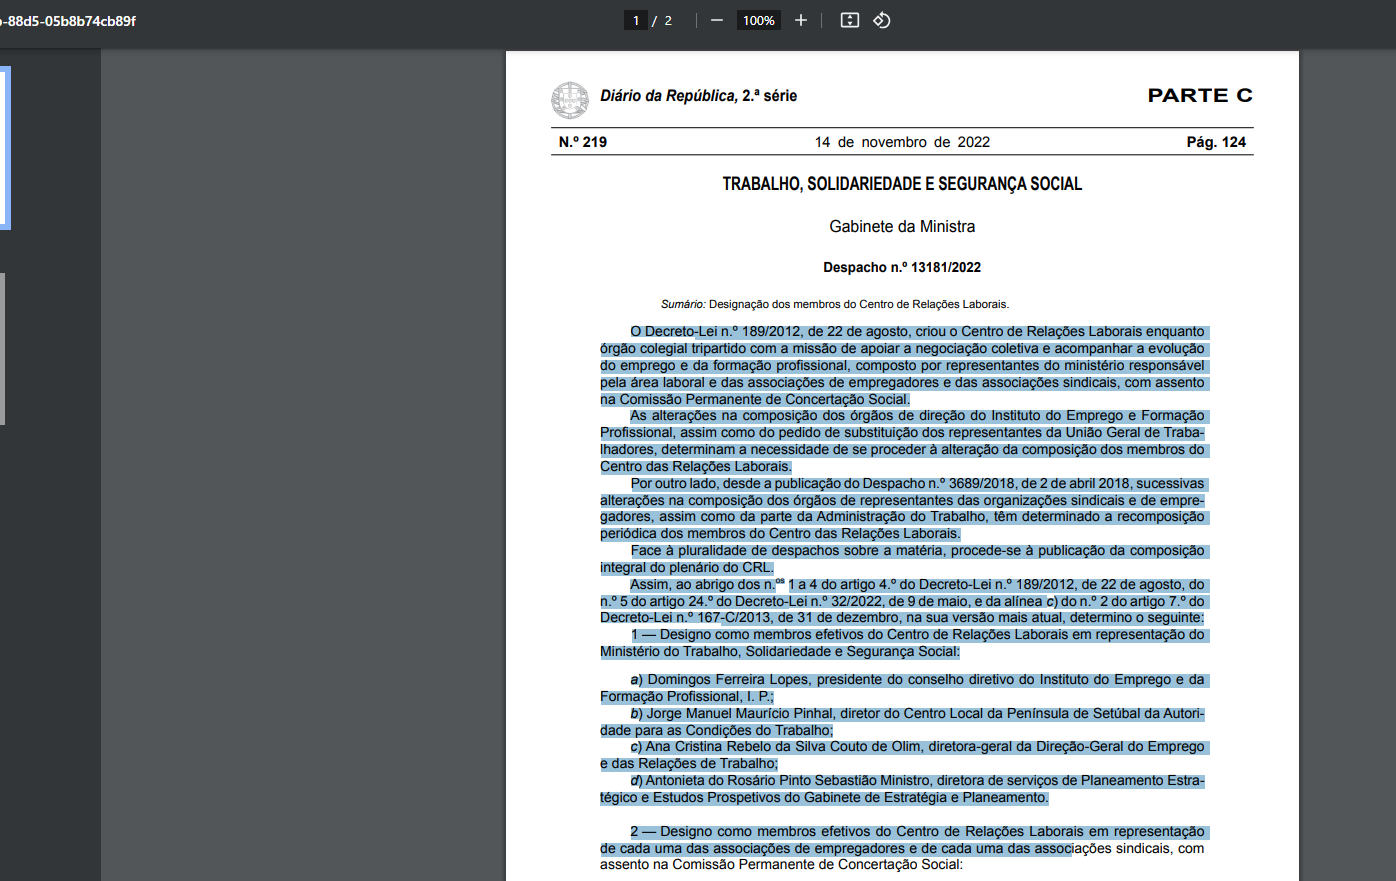 -88d5-05b8b74cb89f
1 / 2
100%
Diário da República, 2.ª série
PARTE C
N.º 219
14 de novembro de 2022
Pág. 124
TRABALHO, SOLIDARIEDADE E SEGURANÇA SOCIAL
Gabinete da Ministra
Despacho n.º 13181/2022
Sumário: Designação dos membros do Centro de Relações Laborais.
O Decreto-Lei n.º 189/2012, de 22 de agosto, criou o Centro de Relações Laborais enquanto
órgão colegial tripartido com a missão de apoiar a negociação coletiva e acompanhar a evolução
do emprego e da formação profissional, composto por representantes do ministério responsável
pela área laboral e das associações de empregadores e das associações sindicais, com assento
na Comissão Permanente de Concertação Social.
As alterações na composição dos órgãos de direção do Instituto do Emprego e Formação
Profissional, assim como do pedido de substituição dos representantes da União Geral de Traba-
lhadores, determinam a necessidade de se proceder à alteração da composição dos membros do
Centro das Relações Laborais.
Por outro lado, desde a publicação do Despacho n.º 3689/2018, de 2 de abril 2018, sucessivas
alterações na composição dos órgãos de representantes das organizações sindicais e de empre-
gadores, assim como da parte da Administração do Trabalho, têm determinado a recomposição
periódica dos membros do Centro das Relações Laborais.
Face à pluralidade de despachos sobre a matéria, procede-se à publicação da composição
integral do plenário do CRL.
Assim, ao abrigo dos n.os 1 a 4 do artigo 4.º do Decreto-Lei n.º 189/2012, de 22 de agosto, do
n.º 5 do artigo 24.º do Decreto-Lei n.º 32/2022, de 9 de maio, e da alínea c) do n.º 2 do artigo 7.º do
Decreto-Lei n.º 167-C/2013, de 31 de dezembro, na sua versão mais atual, determino o seguinte:
1 — Designo como membros efetivos do Centro de Relações Laborais em representação do
Ministério do Trabalho, Solidariedade e Segurança Social:
a) Domingos Ferreira Lopes, presidente do conselho diretivo do Instituto do Emprego e da
Formação Profissional, I. P.;
b) Jorge Manuel Maurício Pinhal, diretor do Centro Local da Península de Setúbal da Autori-
dade para as Condições do Trabalho;
c) Ana Cristina Rebelo da Silva Couto de Olim, diretora-geral da Direção-Geral do Emprego
e das Relações de Trabalho;
d) Antonieta do Rosário Pinto Sebastião Ministro, diretora de serviços de Planeamento Estra-
tégico e Estudos Prospetivos do Gabinete de Estratégia e Planeamento.
2 — Designo como membros efetivos do Centro de Relações Laborais em representação
de cada uma das associações de empregadores e de cada uma das associações sindicais, com
assento na Comissão Permanente de Concertação Social: